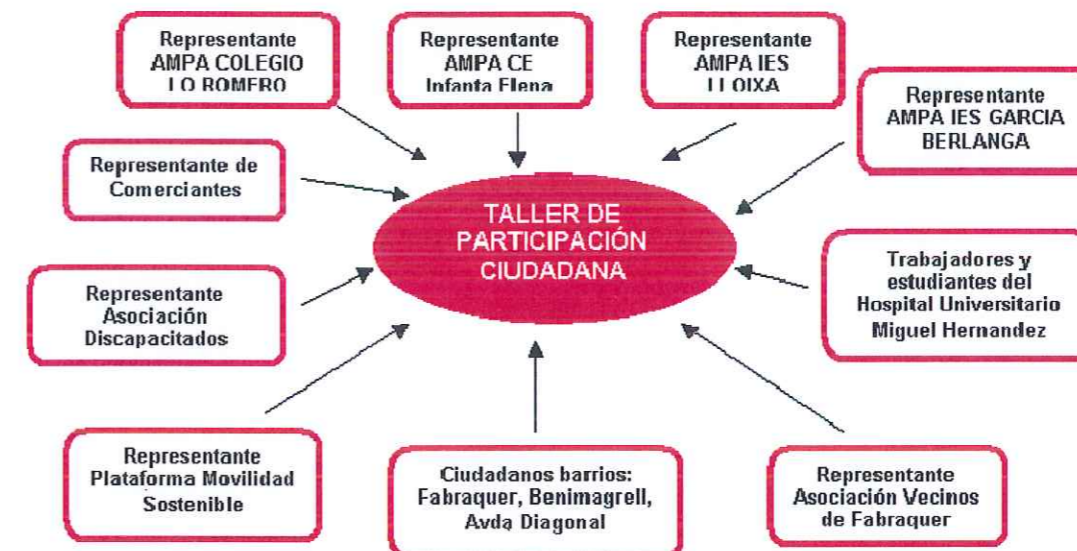 Representante
AMPA COLEGIO
LO ROMERO
Representante
AMPA CE
Infanta Elena
Representante
AMPA IES
LLOIXA
Representante
AMPA IES GARCIA
BERLANGA
Representante de
Comerciantes
TALLER DE
PARTICIPACIÓN
CIUDADANA
Trabajadores y
estudiantes del
Hospital Universitario
Miguel Hernandez
Representante
Asociación
Discapacitados
Representante
Plataforma Movilidad
Sostenible
Ciudadanos barrios:
Fabraquer, Benimagrell,
Avda Diagonal
Representante
Asociación Vecinos
de Fabraquer